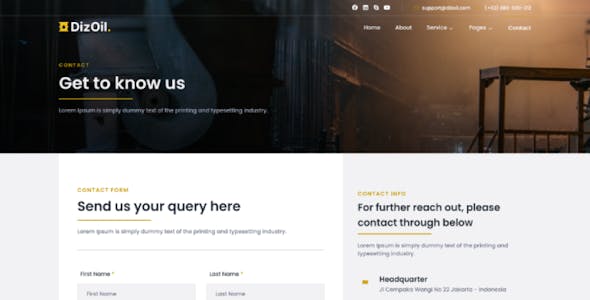 support@dizoil.com
DizOil.
Home About Service Pages Contact
CONTACT
Get to know us
Lorem Ipsum is simply dummy text of the printing and typesetting industry.
CONTACT FORM
Send us your query here
Lorem Ipsum is simply dummy text of the printing and typesetting industry.
First Name *
Last Name *
First Name
Last Name
CONTACT INFO
For further reach out, please
contact through below
Lorem Ipsum is simply dummy text of the printing and
typesetting industry.
Headquarter
Jl Cempaka Wangi No 22 Jakarta - Indonesia